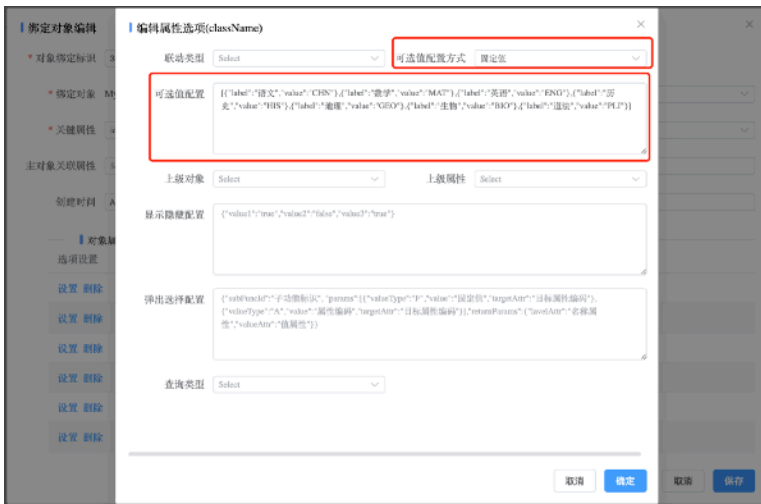 绑定对象编辑
编辑属性选项(className)
* 对象绑定标识
联动类型 Select
可选值配置方式 固定值
* 绑定对象 My
可选值配置
[{"label":"语文","value":"CHN"},{"label":"数学","value":"MAT"},{"label":"英语","value":"ENG"},{"label":"历
史","value":"HIS"},{"label":"地理","value":"GEO"},{"label":"生物","value":"BIO"},{"label":"道法","value":"PLI"}]
* 关键属性
主对象关联属性
上级对象 Select
上级属性 Select
创建时间 A
显示隐藏配置 {"value1":"true","value2":"false","value3":"true"}
对象属
选项设置
设置 删除
弹出选择配置
{"subFuncId":"子功能标识", "params":[{"valueType":"F","value":"固定值","targetAttr":"目标属性编码"},
{"valueType":"A","value":"属性编码","targetAttr":"目标属性编码"}],"returnParams":{"lavelAttr":"名称属
性","valueAttr":"值属性"}}
设置 删除
设置 删除
设置 删除
查询类型 Select
设置 删除
设置 删除
取消 确定
取消 保存